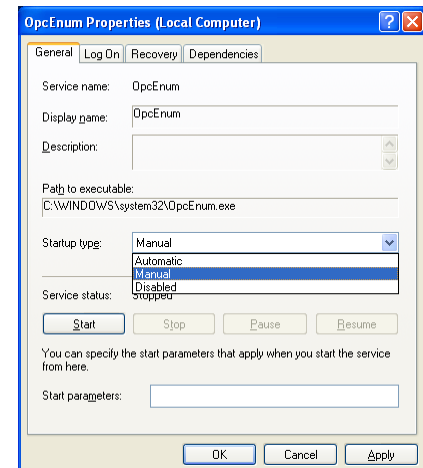 OpcEnum Properties (Local Computer)
General Log On Recovery Dependencies
Service name: OpcEnum
Display name: OpcEnum
Description:
Path to executable:
C:\WINDOWS\system32\OpcEnum.exe
Startup type: Manual
Automatic
Manual
Disabled
Service status: Stopped
Start Stop Pause Resume
You can specify the start parameters that apply when you start the service
from here.
Start parameters:
OK Cancel Apply